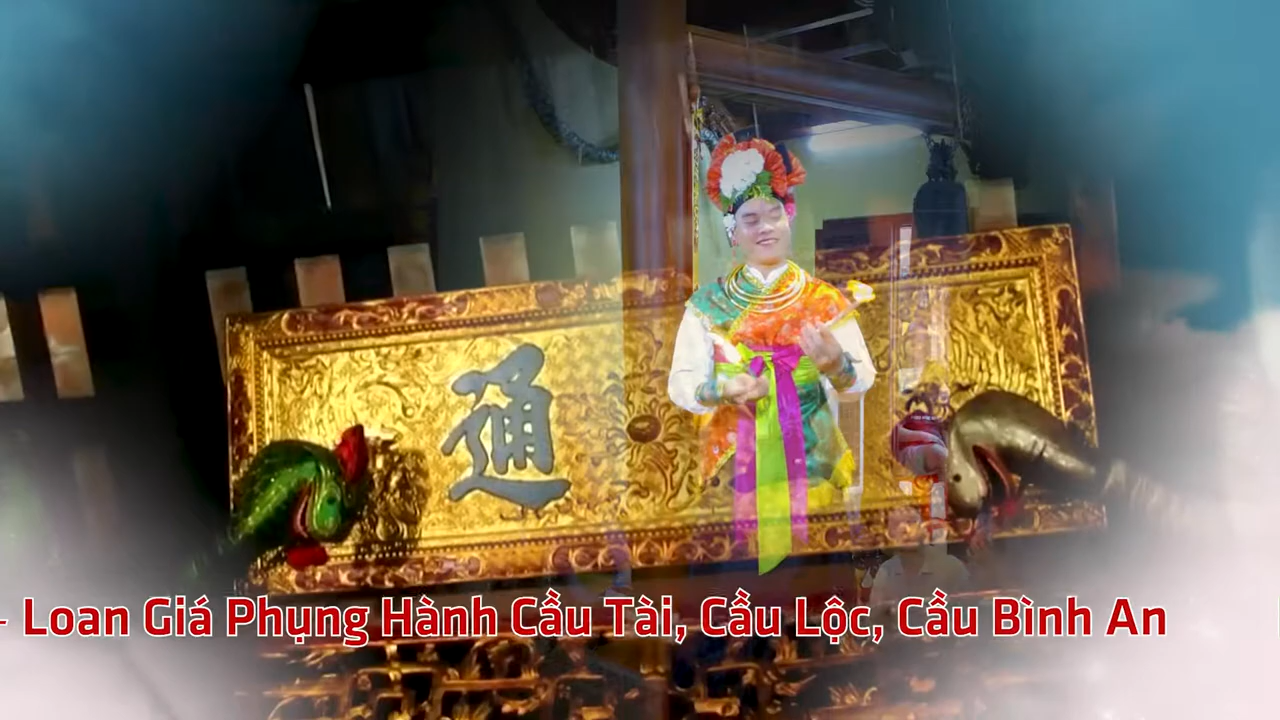 通
- Loan Giá Phụng Hành Cầu Tài, Cầu Lộc, Cầu Bình An